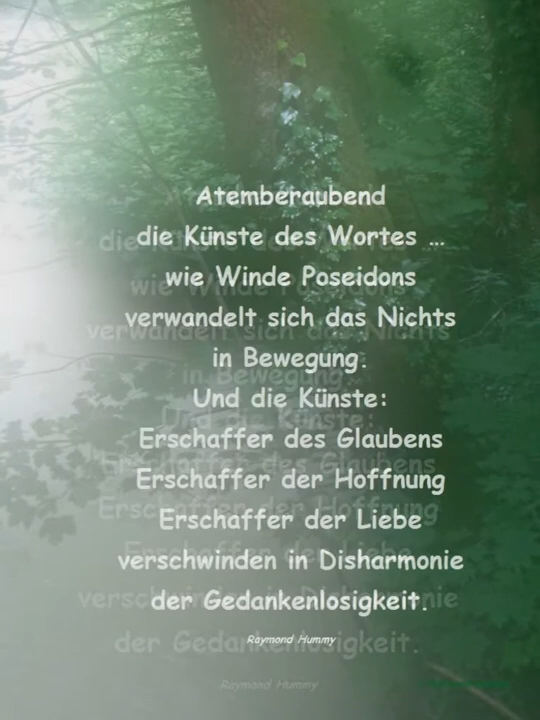 Atemberaubend
die Künste des Wortes ...
wie Winde Poseidons
verwandelt sich das Nichts
in Bewegung.
Und die Künste:
Erschaffer des Glaubens
Erschaffer der Hoffnung
Erschaffer der Liebe
verschwinden in Disharmonie
der Gedankenlosigkeit.
Raymond Hummy